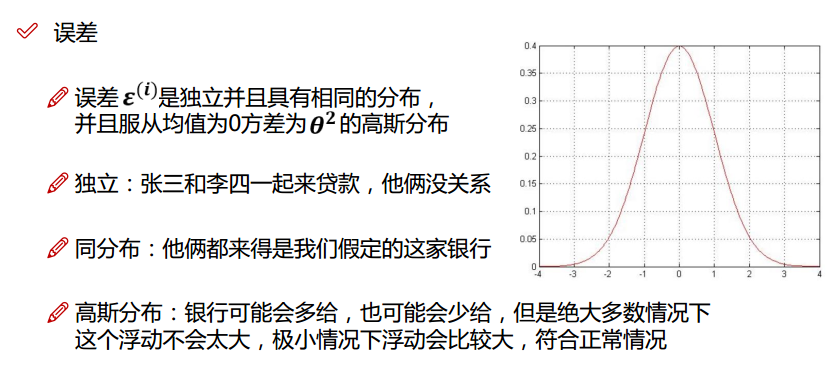 误差
误差 ε⁽ⁱ⁾是独立并且具有相同的分布，
并且服从均值为0方差为 θ² 的高斯分布
独立：张三和李四一起来贷款，他俩没关系
同分布：他俩都来得是我们假定的这家银行
高斯分布：银行可能会多给，也可能会少给，但是绝大多数情况下
这个浮动不会太大，极小情况下浮动会比较大，符合正常情况
0.4
0.35
0.3
0.25
0.2
0.15
0.1
0.05
0
-4 -3 -2 -1 0 1 2 3 4